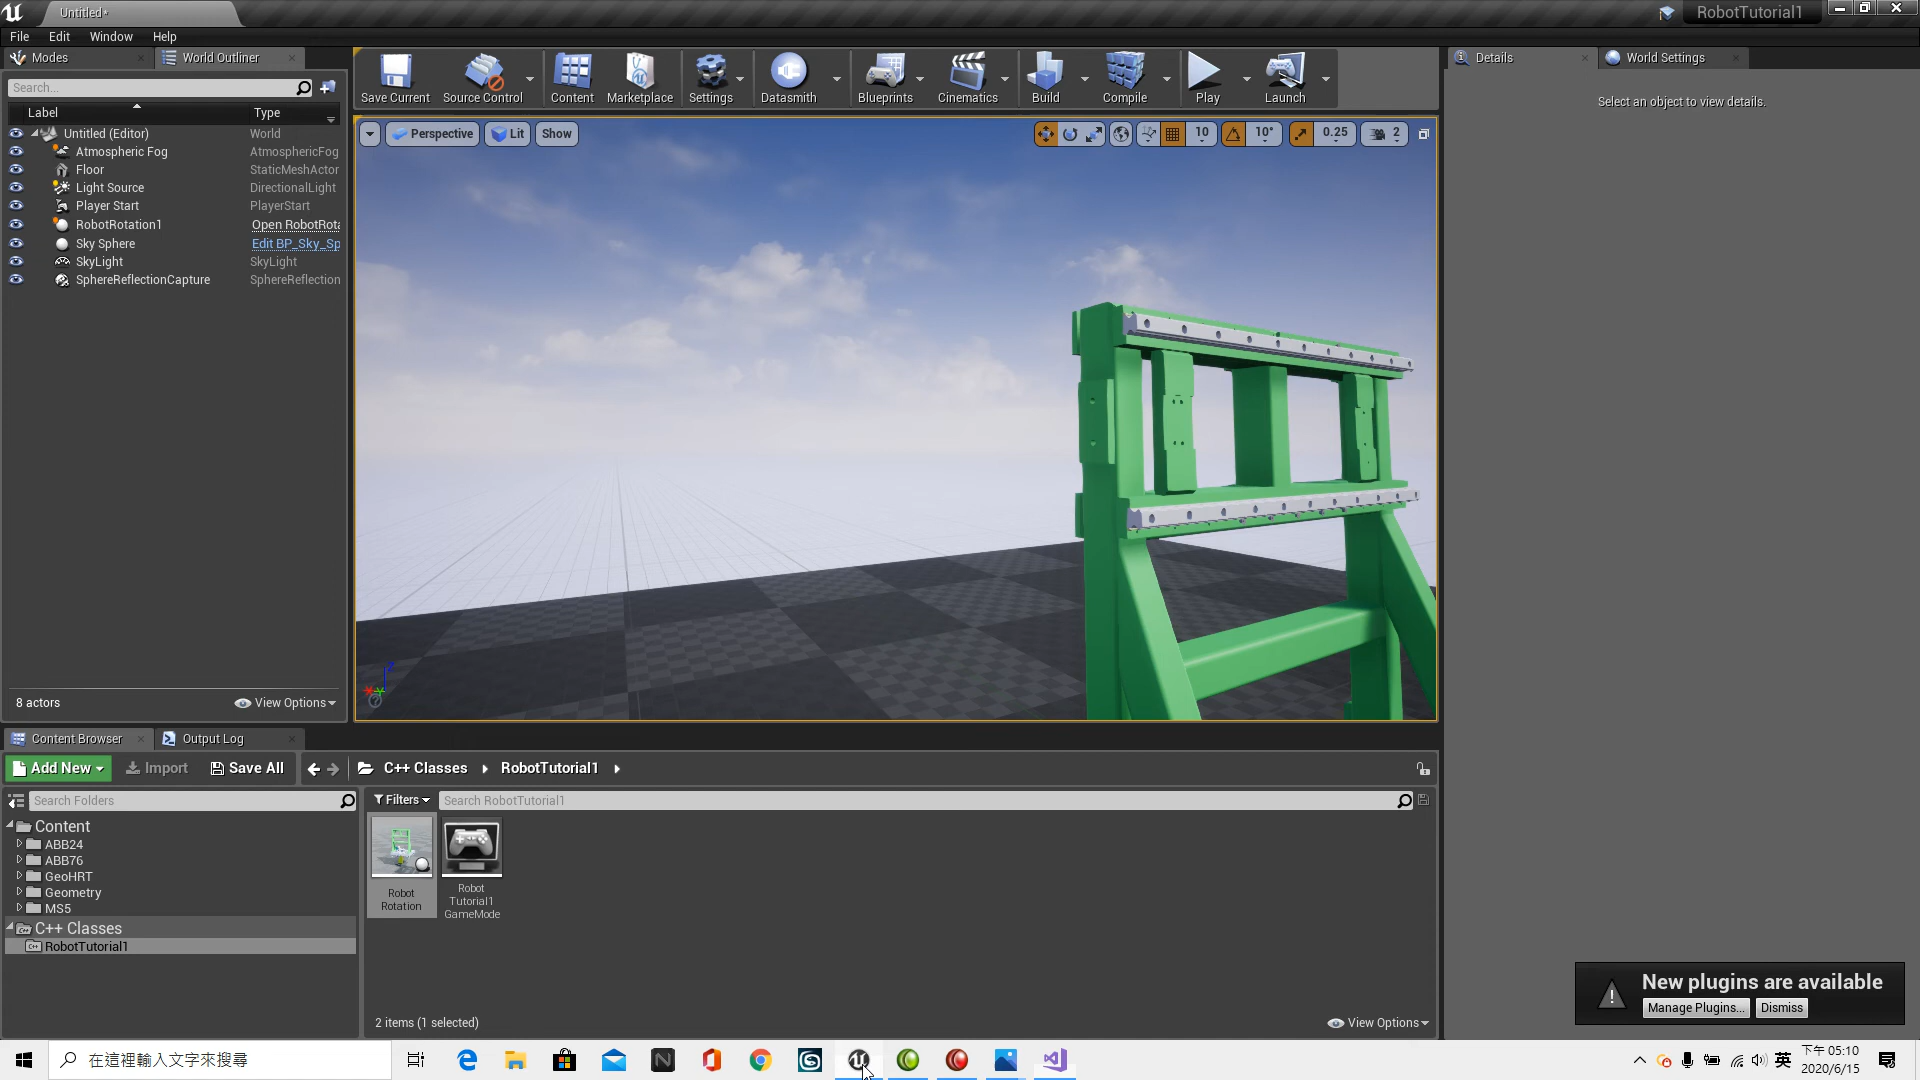 Untitled*
RobotTutorial1
File Edit Window Help
Modes
World Outliner
Search...
Label Type
Untitled (Editor) World
Atmospheric Fog AtmosphericFog
Floor StaticMeshActor
Light Source DirectionalLight
Player Start PlayerStart
RobotRotation1 Open RobotRota
Sky Sphere Edit BP_Sky_Sp
SkyLight SkyLight
SphereReflectionCapture SphereReflection
8 actors
View Options
Save Current
Source Control
Content
Marketplace
Settings
Datasmith
Blueprints
Cinematics
Build
Compile
Play
Launch
Perspective
Lit
Show
10
10°
0.25
2
Details
World Settings
Select an object to view details.
Content Browser
Output Log
Add New
Import
Save All
C++ Classes
RobotTutorial1
Search Folders
Filters
Search RobotTutorial1
Content
ABB24
ABB76
GeoHRT
Geometry
MS5
C++ Classes
RobotTutorial1
Robot
Rotation
Robot
Tutorial1
GameMode
2 items (1 selected)
View Options
New plugins are available
Manage Plugins...
Dismiss
在這裡輸入文字來搜尋
英
下午 05:10
2020/6/15